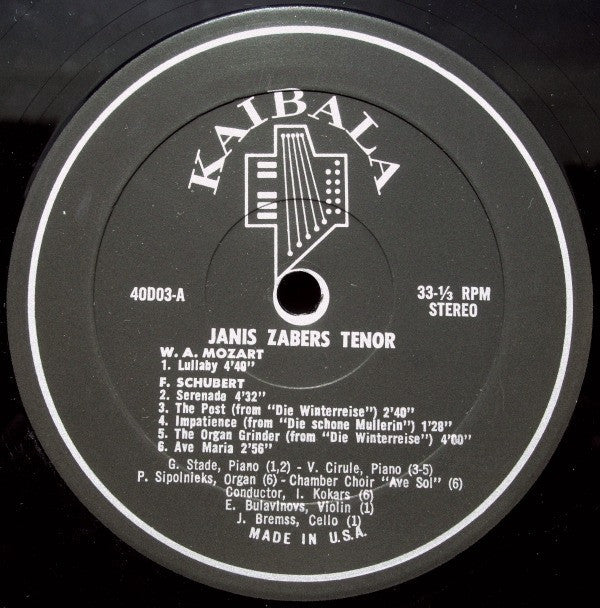 KAIBALA
40D03-A
33-⅓ RPM
STEREO
JANIS ZABERS TENOR
W. A. MOZART
1. Lullaby 4'40"
F. SCHUBERT
2. Serenade 4'32"
3. The Post (from "Die Winterreise") 2'40"
4. Impatience (from "Die schone Mullerin") 1'28"
5. The Organ Grinder (from "Die Winterreise") 4'00"
6. Ave Maria 2'56"
G. Stade, Piano (1,2) - V. Cirule, Piano (3-5)
P. Sipolnieks, Organ (6) - Chamber Choir "Ave Sol" (6)
Conductor, I. Kokars (6)
E. Bulavinovs, Violin (1)
J. Bremss, Cello (1)
MADE IN U.S.A.